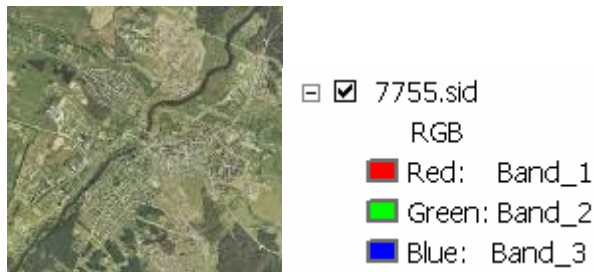 7755.sid
RGB
Red: Band_1
Green: Band_2
Blue: Band_3